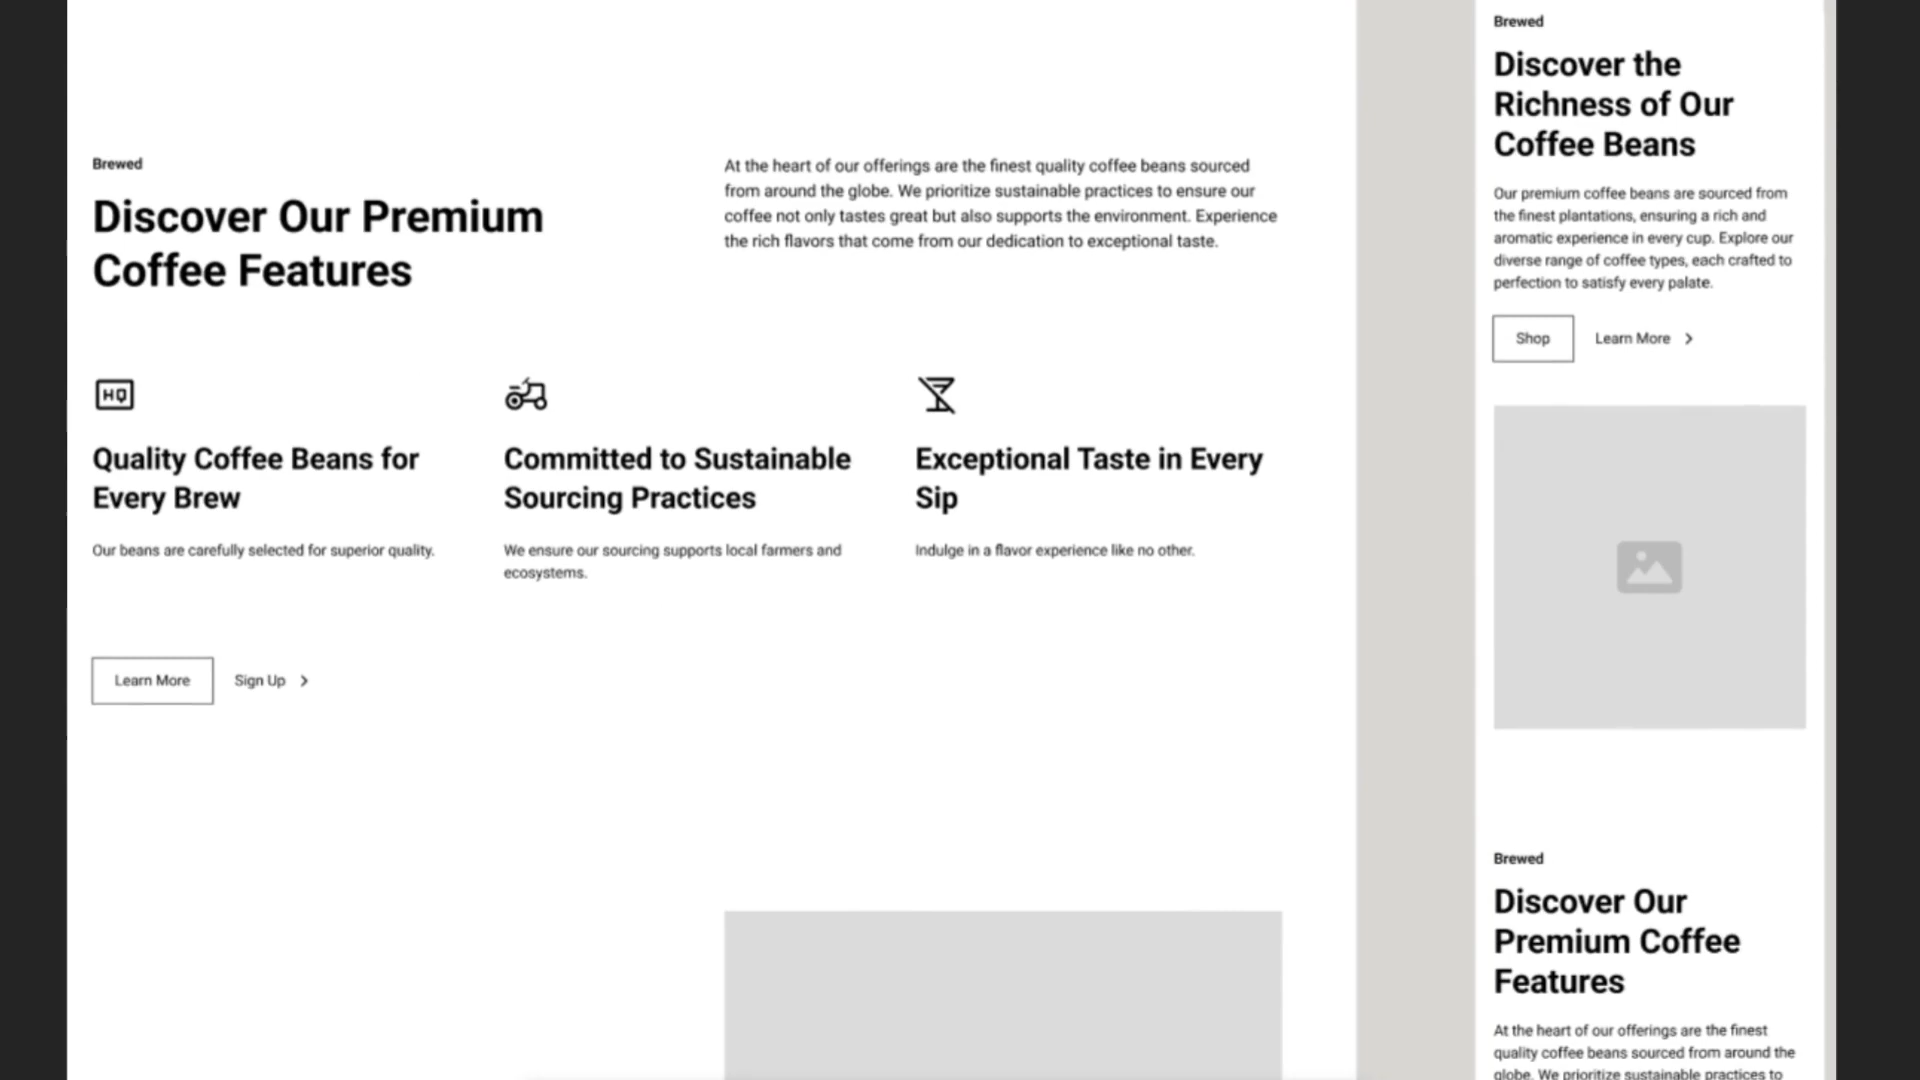 Brewed
Discover Our Premium
Coffee Features
At the heart of our offerings are the finest quality coffee beans sourced
from around the globe. We prioritize sustainable practices to ensure our
coffee not only tastes great but also supports the environment. Experience
the rich flavors that come from our dedication to exceptional taste.
HQ
Quality Coffee Beans for
Every Brew
Our beans are carefully selected for superior quality.
Committed to Sustainable
Sourcing Practices
We ensure our sourcing supports local farmers and
ecosystems.
Exceptional Taste in Every
Sip
Indulge in a flavor experience like no other.
Learn More
Sign Up
Brewed
Discover the
Richness of Our
Coffee Beans
Our premium coffee beans are sourced from
the finest plantations, ensuring a rich and
aromatic experience in every cup. Explore our
diverse range of coffee types, each crafted to
perfection to satisfy every palate.
Shop
Learn More
Brewed
Discover Our
Premium Coffee
Features
At the heart of our offerings are the finest
quality coffee beans sourced from around the
globe. We prioritize sustainable practices to